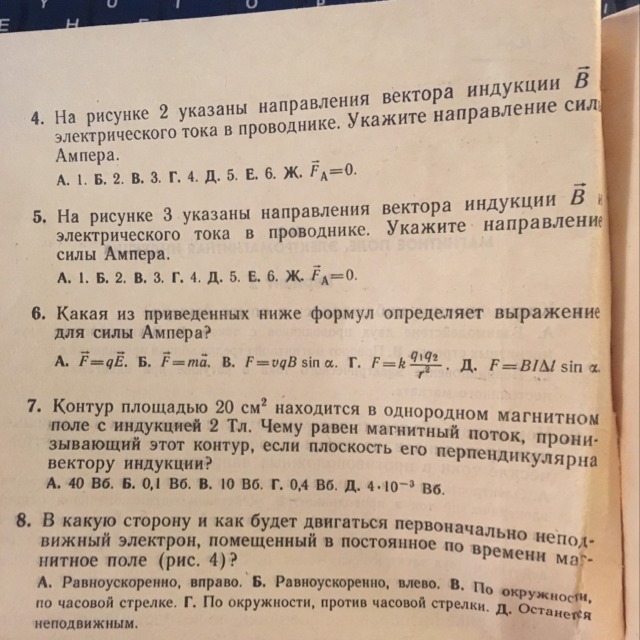 4. На рисунке 2 указаны направления вектора индукции B⃗
электрического тока в проводнике. Укажите направление силы
Ампера.
А. 1. Б. 2. В. 3. Г. 4. Д. 5. Е. 6. Ж. F⃗А=0.
5. На рисунке 3 указаны направления вектора индукции B⃗ и
электрического тока в проводнике. Укажите направление
силы Ампера.
А. 1. Б. 2. В. 3. Г. 4. Д. 5. Е. 6. Ж. F⃗А=0.
6. Какая из приведенных ниже формул определяет выражение
для силы Ампера?
А. F⃗=qE⃗. Б. F⃗=ma⃗. В. F=υqB sin α. Г. F=k q₁q₂/r². Д. F=BIΔl sin α.
7. Контур площадью 20 см² находится в однородном магнитном
поле с индукцией 2 Тл. Чему равен магнитный поток, прони-
зывающий этот контур, если плоскость его перпендикулярна
вектору индукции?
А. 40 Вб. Б. 0,1 Вб. В. 10 Вб. Г. 0,4 Вб. Д. 4·10⁻³ Вб.
8. В какую сторону и как будет двигаться первоначально непод-
вижный электрон, помещенный в постоянное по времени маг-
нитное поле (рис. 4)?
А. Равноускоренно, вправо. Б. Равноускоренно, влево. В. По окружности,
по часовой стрелке. Г. По окружности, против часовой стрелки. Д. Останется
неподвижным.